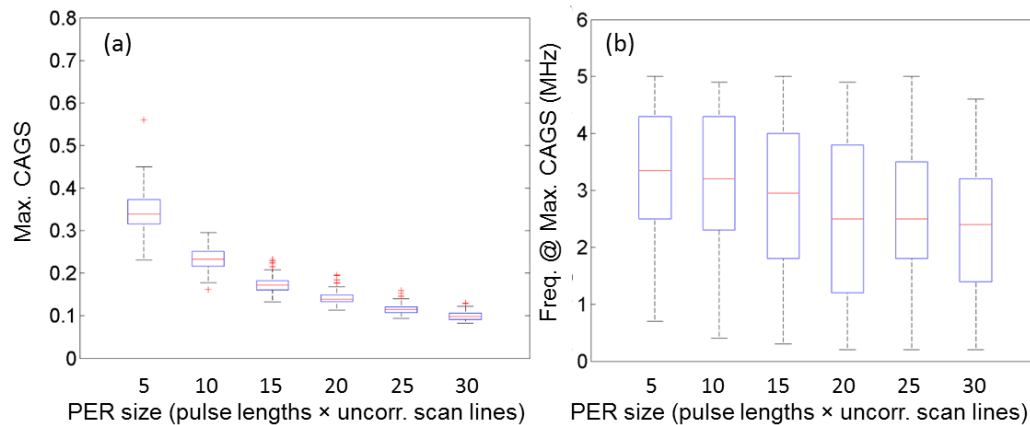 (a)
Max. CAGS
0.8
0.7
0.6
0.5
0.4
0.3
0.2
0.1
0
5 10 15 20 25 30
PER size (pulse lengths × uncorr. scan lines)
(b)
Freq. @ Max. CAGS (MHz)
6
5
4
3
2
1
0
5 10 15 20 25 30
PER size (pulse lengths × uncorr. scan lines)